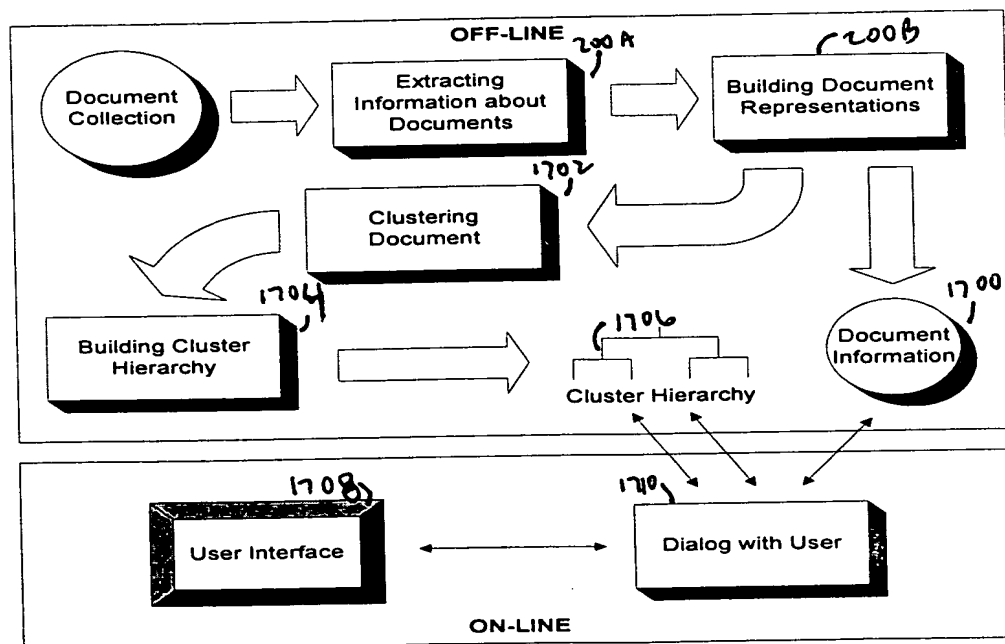 OFF-LINE
200A
200B
Document
Collection
Extracting
Information about
Documents
Building Document
Representations
1702
Clustering
Document
1704
1706
1700
Building Cluster
Hierarchy
Cluster Hierarchy
Document
Information
1708
1710
User Interface
Dialog with User
ON-LINE